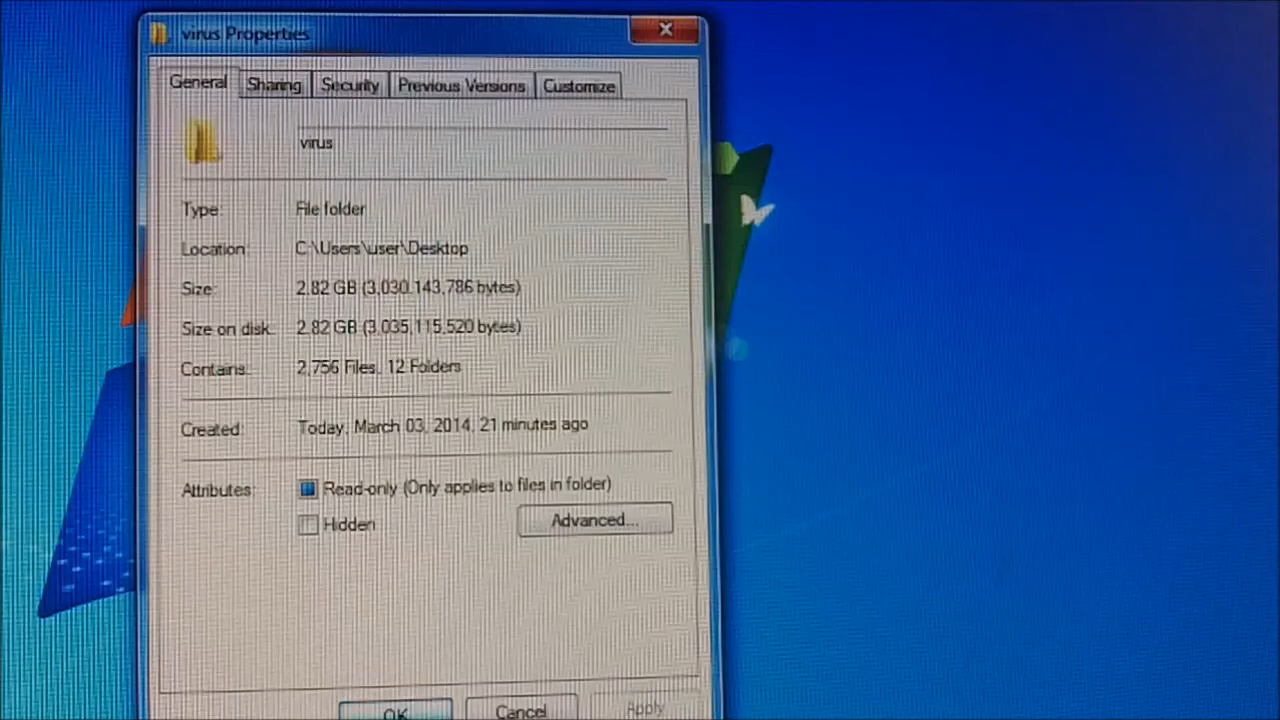 virus Properties
General Sharing Security Previous Versions Customize
virus
Type: File folder
Location: C:\Users\user\Desktop
Size: 2.82 GB (3,030,143,786 bytes)
Size on disk: 2.82 GB (3,035,115,520 bytes)
Contains: 2,756 Files, 12 Folders
Created: Today, March 03, 2014, 21 minutes ago
Attributes: Read-only (Only applies to files in folder)
Hidden Advanced...
OK Cancel Apply